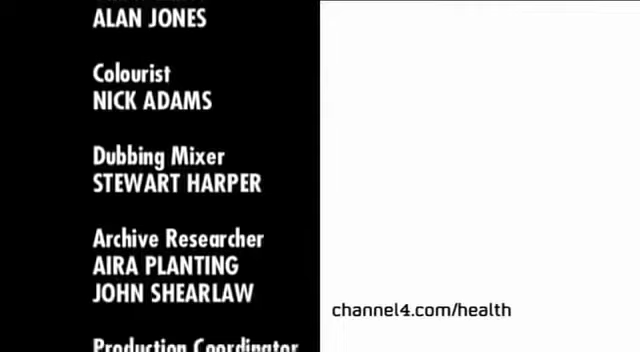 ALAN JONES
Colourist
NICK ADAMS
Dubbing Mixer
STEWART HARPER
Archive Researcher
AIRA PLANTING
JOHN SHEARLAW
channel4.com/health
Production Coordinator